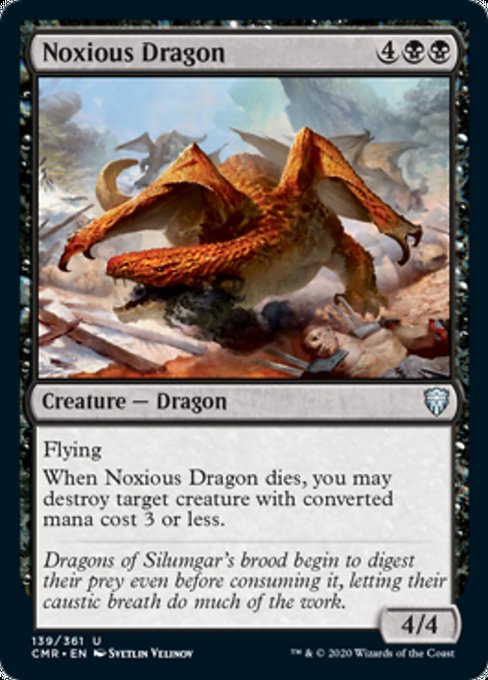 Noxious Dragon 4
Creature — Dragon
Flying
When Noxious Dragon dies, you may
destroy target creature with converted
mana cost 3 or less.
Dragons of Silumgar's brood begin to digest
their prey even before consuming it, letting their
caustic breath do much of the work.
4/4
139/361 U
CMR • EN Svetlin Velinov
™ & © 2020 Wizards of the Coast